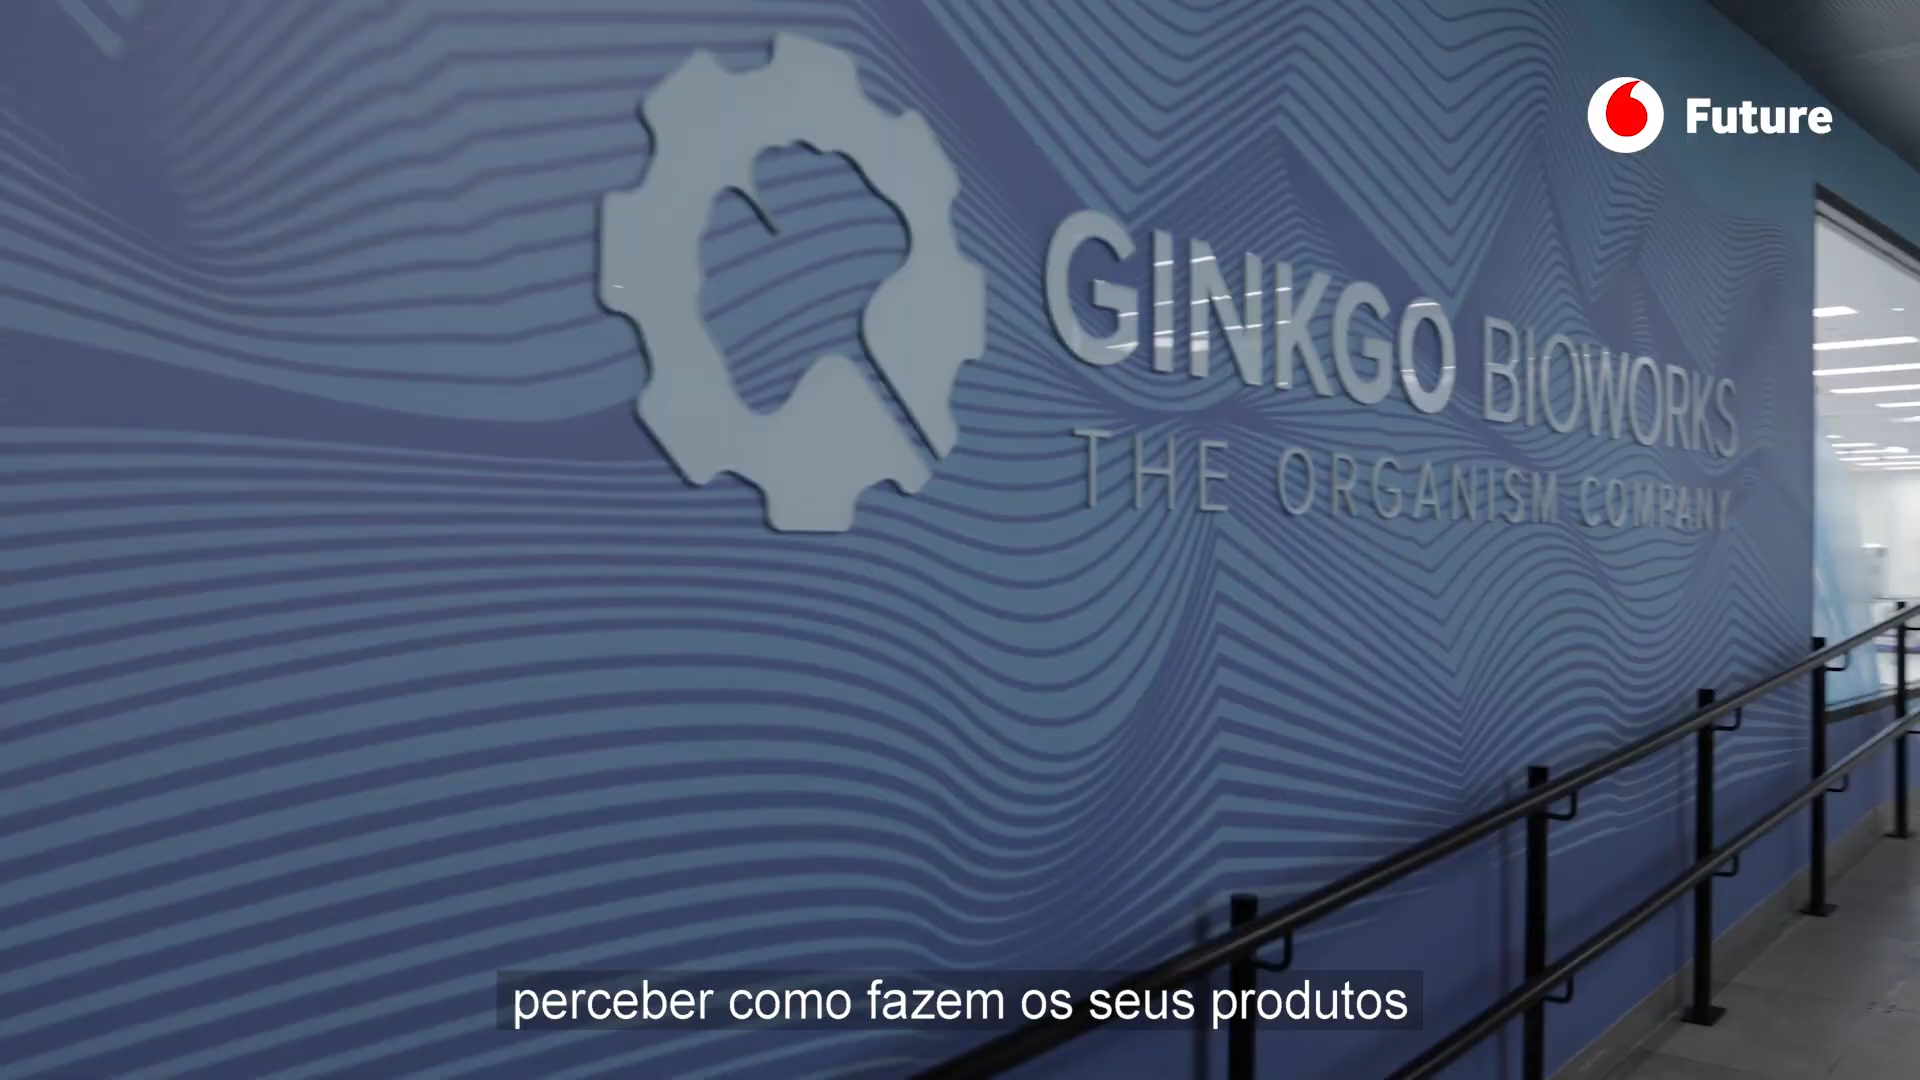 Future
GINKGO BIOWORKS
THE ORGANISM COMPANY
perceber como fazem os seus produtos